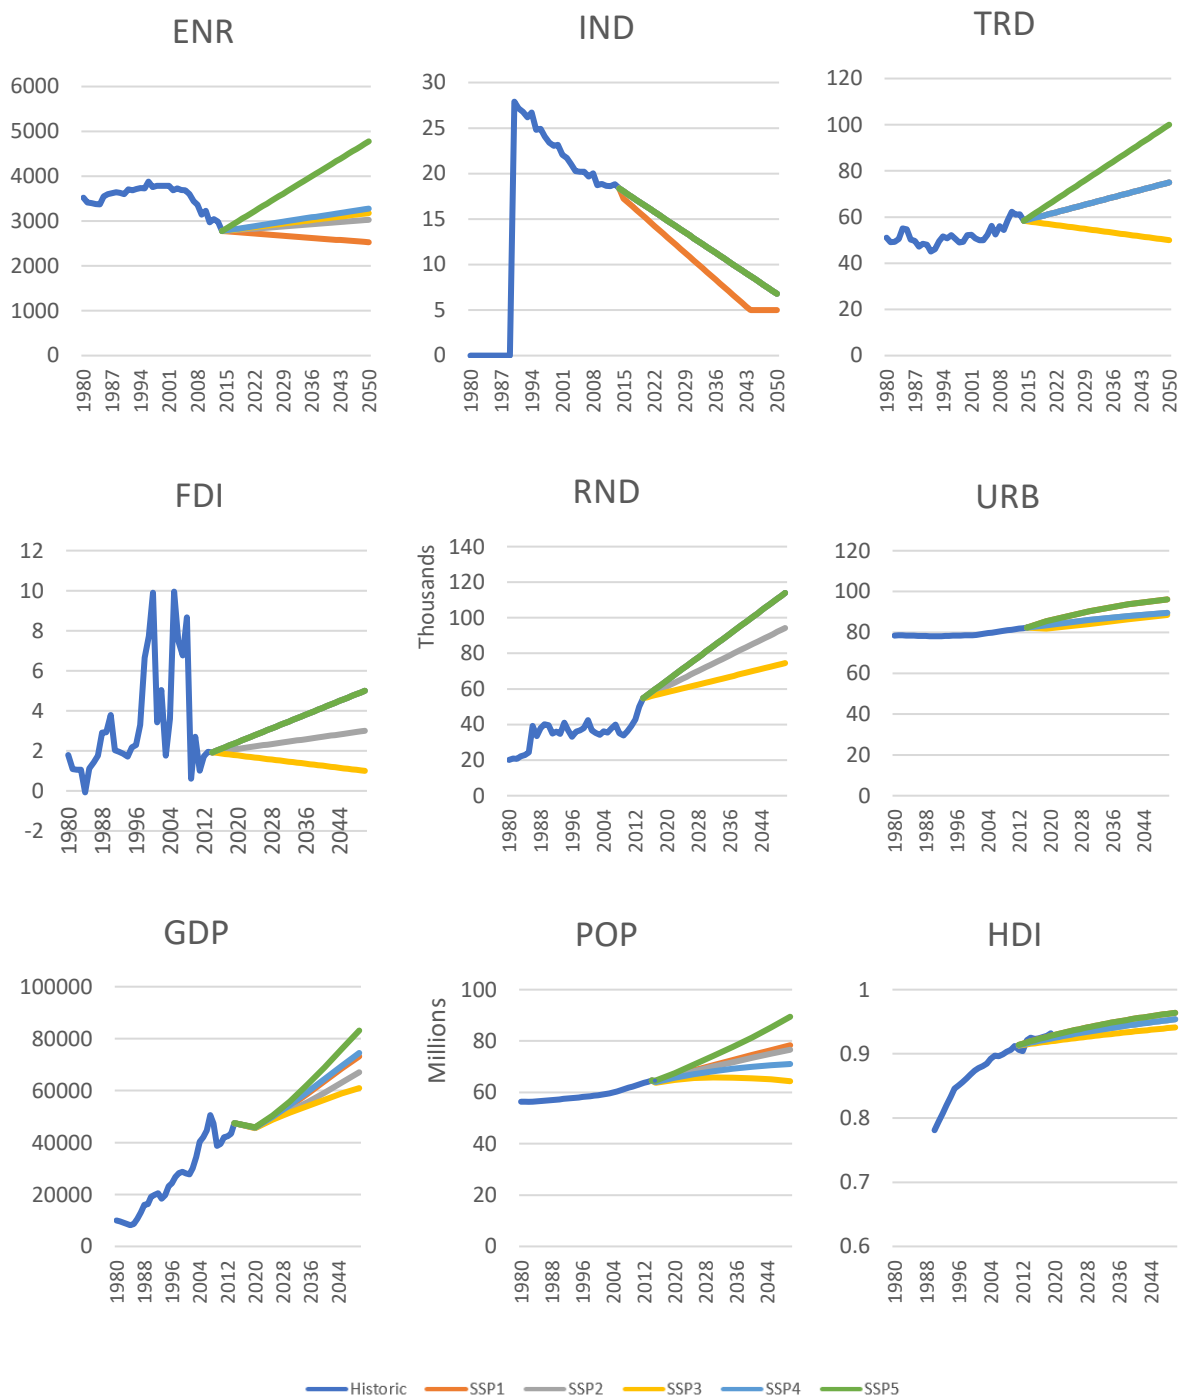 ENR
6000
5000
4000
3000
2000
1000
0
1980 1987 1994 2001 2008 2015 2022 2029 2036 2043 2050
IND
30
25
20
15
10
5
0
1980 1987 1994 2001 2008 2015 2022 2029 2036 2043 2050
TRD
120
100
80
60
40
20
0
1980 1987 1994 2001 2008 2015 2022 2029 2036 2043 2050
FDI
12
10
8
6
4
2
0
-2
1980 1988 1996 2004 2012 2020 2028 2036 2044
RND
Thousands
140
120
100
80
60
40
20
0
1980 1988 1996 2004 2012 2020 2028 2036 2044
URB
120
100
80
60
40
20
0
1980 1988 1996 2004 2012 2020 2028 2036 2044
GDP
100000
80000
60000
40000
20000
0
1980 1988 1996 2004 2012 2020 2028 2036 2044
POP
Millions
100
80
60
40
20
0
1980 1988 1996 2004 2012 2020 2028 2036 2044
HDI
1
0.9
0.8
0.7
0.6
1980 1988 1996 2004 2012 2020 2028 2036 2044
Historic SSP1 SSP2 SSP3 SSP4 SSP5